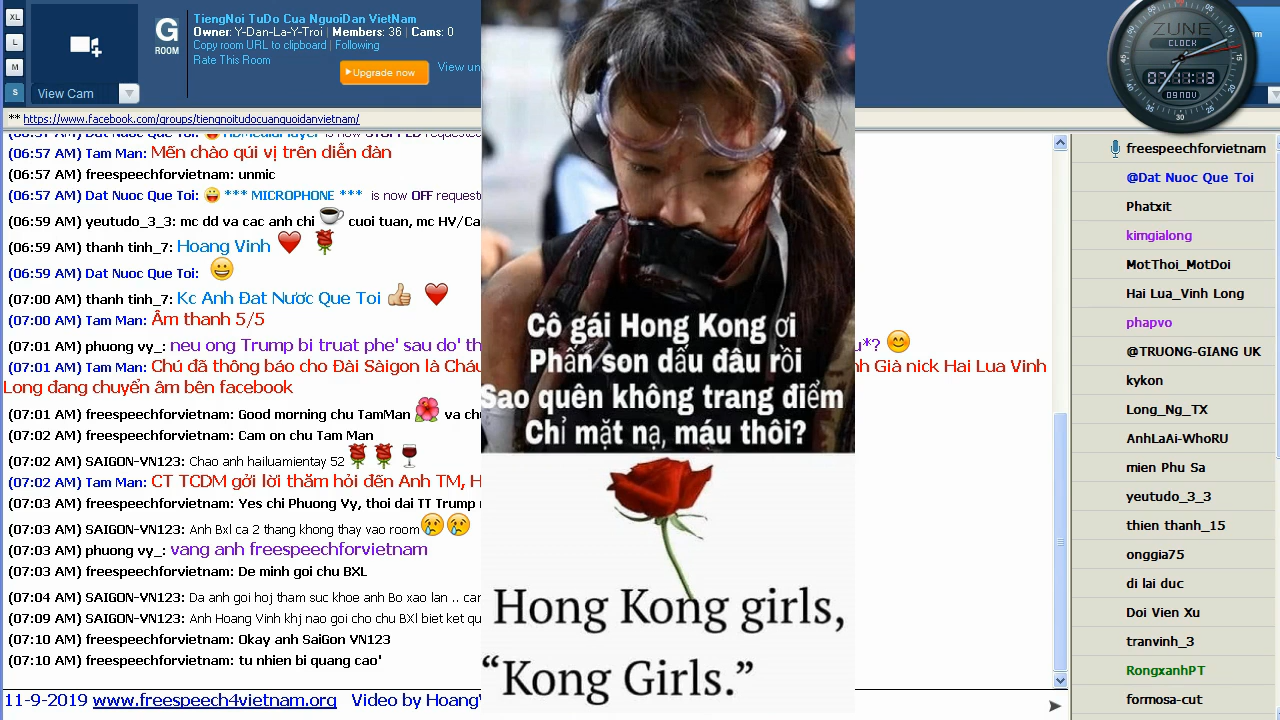 XL
L
M
S
View Cam
G
ROOM
TiengNoi TuDo Cua NguoiDan VietNam
Owner: Y-Dan-La-Y-Troi | Members: 36 | Cams: 0
Copy room URL to clipboard | Following
Rate This Room
Upgrade now
View un
ZUNE
CLOCK
07:11:13
09 NOV
** https://www.facebook.com/groups/tiengnoitudocuanguoidanvietnam/
(06:57 AM) Tam Man: Mến chào qúi vị trên diễn đàn
(06:57 AM) freespeechforvietnam: unmic
(06:57 AM) Dat Nuoc Que Toi: *** MICROPHONE *** is now OFF request
(06:59 AM) yeutudo_3_3: mc dd va cac anh chi cuoi tuan, mc HV/Ca
(06:59 AM) thanh tinh_7: Hoang Vinh
(06:59 AM) Dat Nuoc Que Toi:
(07:00 AM) thanh tinh_7: Kc Anh Đat Nươc Que Toi
(07:00 AM) Tam Man: Âm thanh 5/5
(07:01 AM) phuong vy_: neu ong Trump bi truat phe' sau do' th u*?
(07:01 AM) Tam Man: Chú đã thông báo cho Đài Sàigon là Cháu nh Già nick Hai Lua Vinh
Long đang chuyển âm bên facebook
(07:01 AM) freespeechforvietnam: Good morning chu TamMan va chu
(07:02 AM) freespeechforvietnam: Cam on chu Tam Man
(07:02 AM) SAIGON-VN123: Chao anh hailuamientay 52
(07:02 AM) Tam Man: CT TCDM gởi lời thăm hỏi đến Anh TM, H
(07:03 AM) freespeechforvietnam: Yes chi Phuong Vy, thoi dai TT Trump
(07:03 AM) SAIGON-VN123: Anh Bxl ca 2 thang khong thay vao room
(07:03 AM) phuong vy_: vang anh freespeechforvietnam
(07:03 AM) freespeechforvietnam: De minh goi chu BXL
(07:04 AM) SAIGON-VN123: Da anh goi hoj tham suc khoe anh Bo xao lan .. car
(07:09 AM) SAIGON-VN123: Anh Hoang Vinh khj nao goi cho chu BXl biet ket qu
(07:10 AM) freespeechforvietnam: Okay anh SaiGon VN123
(07:10 AM) freespeechforvietnam: tu nhien bi quang cao'
11-9-2019 www.freespeech4vietnam.org Video by Hoang
Cô gái Hong Kong ơi
Phấn son dấu đâu rồi
Sao quên không trang điểm
Chỉ mặt nạ, máu thôi?
Hong Kong girls,
“Kong Girls.”
freespeechforvietnam
@Dat Nuoc Que Toi
Phatxit
kimgialong
MotThoi_MotDoi
Hai Lua_Vinh Long
phapvo
@TRUONG-GIANG UK
kykon
Long_Ng_TX
AnhLaAi-WhoRU
mien Phu Sa
yeutudo_3_3
thien thanh_15
onggia75
di lai duc
Doi Vien Xu
tranvinh_3
RongxanhPT
formosa-cut